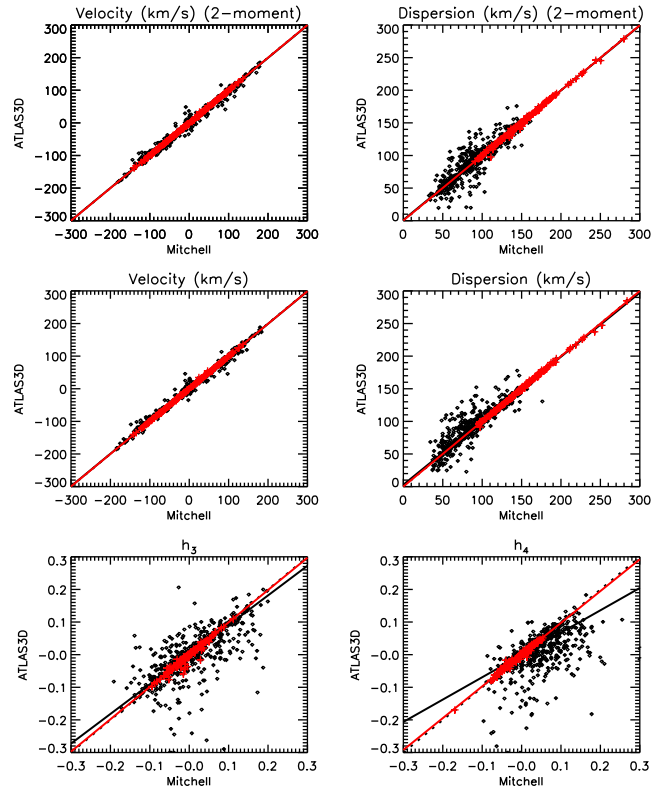 Velocity (km/s) (2-moment)
300
200
100
0
-100
-200
-300
ATLAS3D
-300 -200 -100 0 100 200 300
Mitchell
Dispersion (km/s) (2-moment)
300
250
200
150
100
50
0
ATLAS3D
0 50 100 150 200 250 300
Mitchell
Velocity (km/s)
300
200
100
0
-100
-200
-300
ATLAS3D
-300 -200 -100 0 100 200 300
Mitchell
Dispersion (km/s)
300
250
200
150
100
50
0
ATLAS3D
0 50 100 150 200 250 300
Mitchell
h3
0.3
0.2
0.1
-0.0
-0.1
-0.2
-0.3
ATLAS3D
-0.3 -0.2 -0.1 -0.0 0.1 0.2 0.3
Mitchell
h4
0.3
0.2
0.1
-0.0
-0.1
-0.2
-0.3
ATLAS3D
-0.3 -0.2 -0.1 -0.0 0.1 0.2 0.3
Mitchell